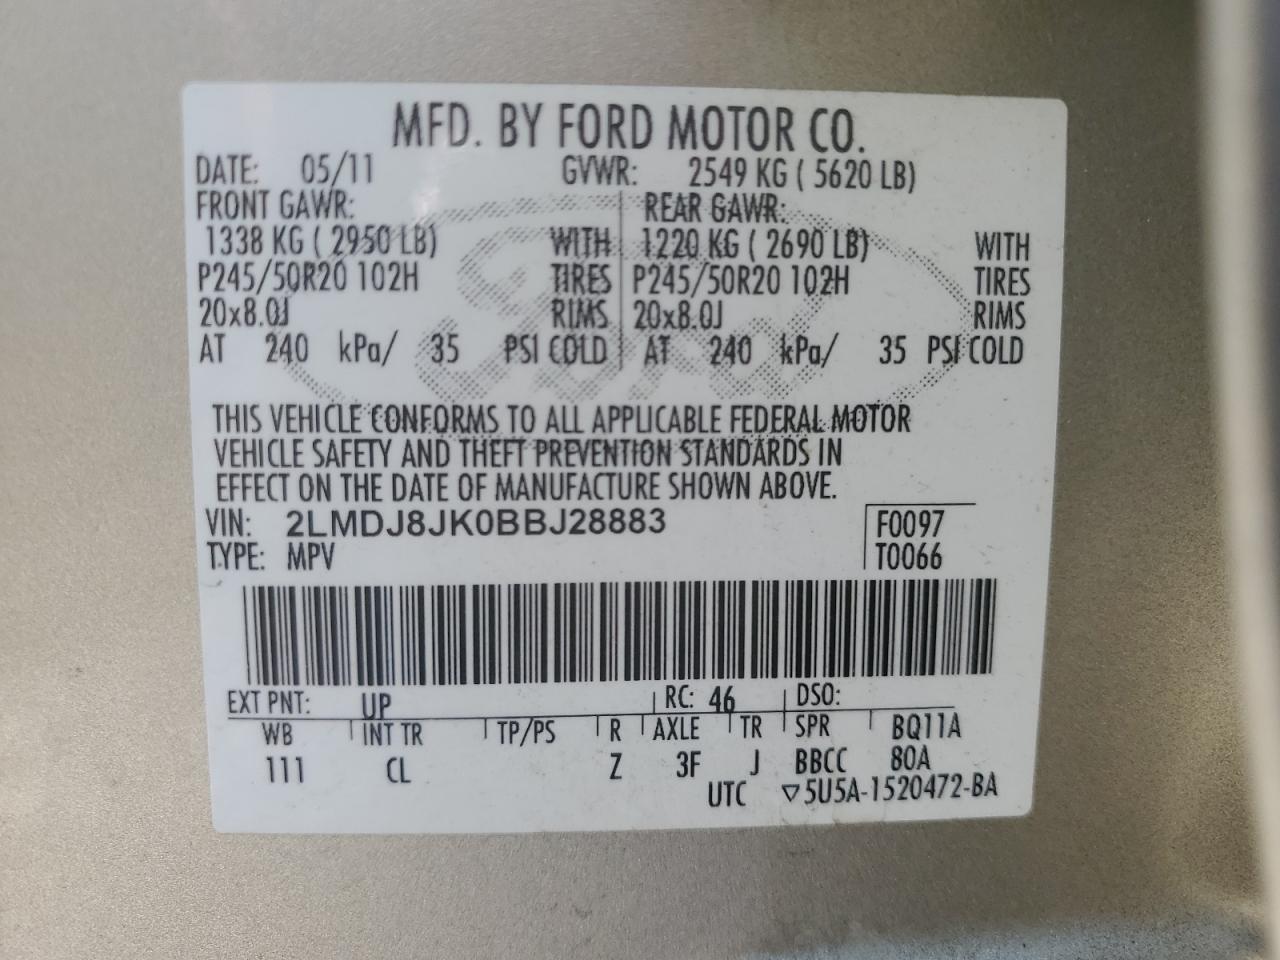 MFD. BY FORD MOTOR CO.
DATE: 05/11 GVWR: 2549 KG ( 5620 LB)
FRONT GAWR: REAR GAWR:
1338 KG ( 2950 LB) WITH 1220 KG ( 2690 LB) WITH
P245/50R20 102H TIRES P245/50R20 102H TIRES
20x8.0J RIMS 20x8.0J RIMS
AT 240 kPa/ 35 PSI COLD AT 240 kPa/ 35 PSI COLD
Ford
THIS VEHICLE CONFORMS TO ALL APPLICABLE FEDERAL MOTOR
VEHICLE SAFETY AND THEFT PREVENTION STANDARDS IN
EFFECT ON THE DATE OF MANUFACTURE SHOWN ABOVE.
VIN: 2LMDJ8JK0BBJ28883 F0097
TYPE: MPV T0066
EXT PNT: UP RC: 46 DSO:
WB INT TR TP/PS R AXLE TR SPR BQ11A
111 CL Z 3F J BBCC 80A
UTC ▽5U5A-1520472-BA